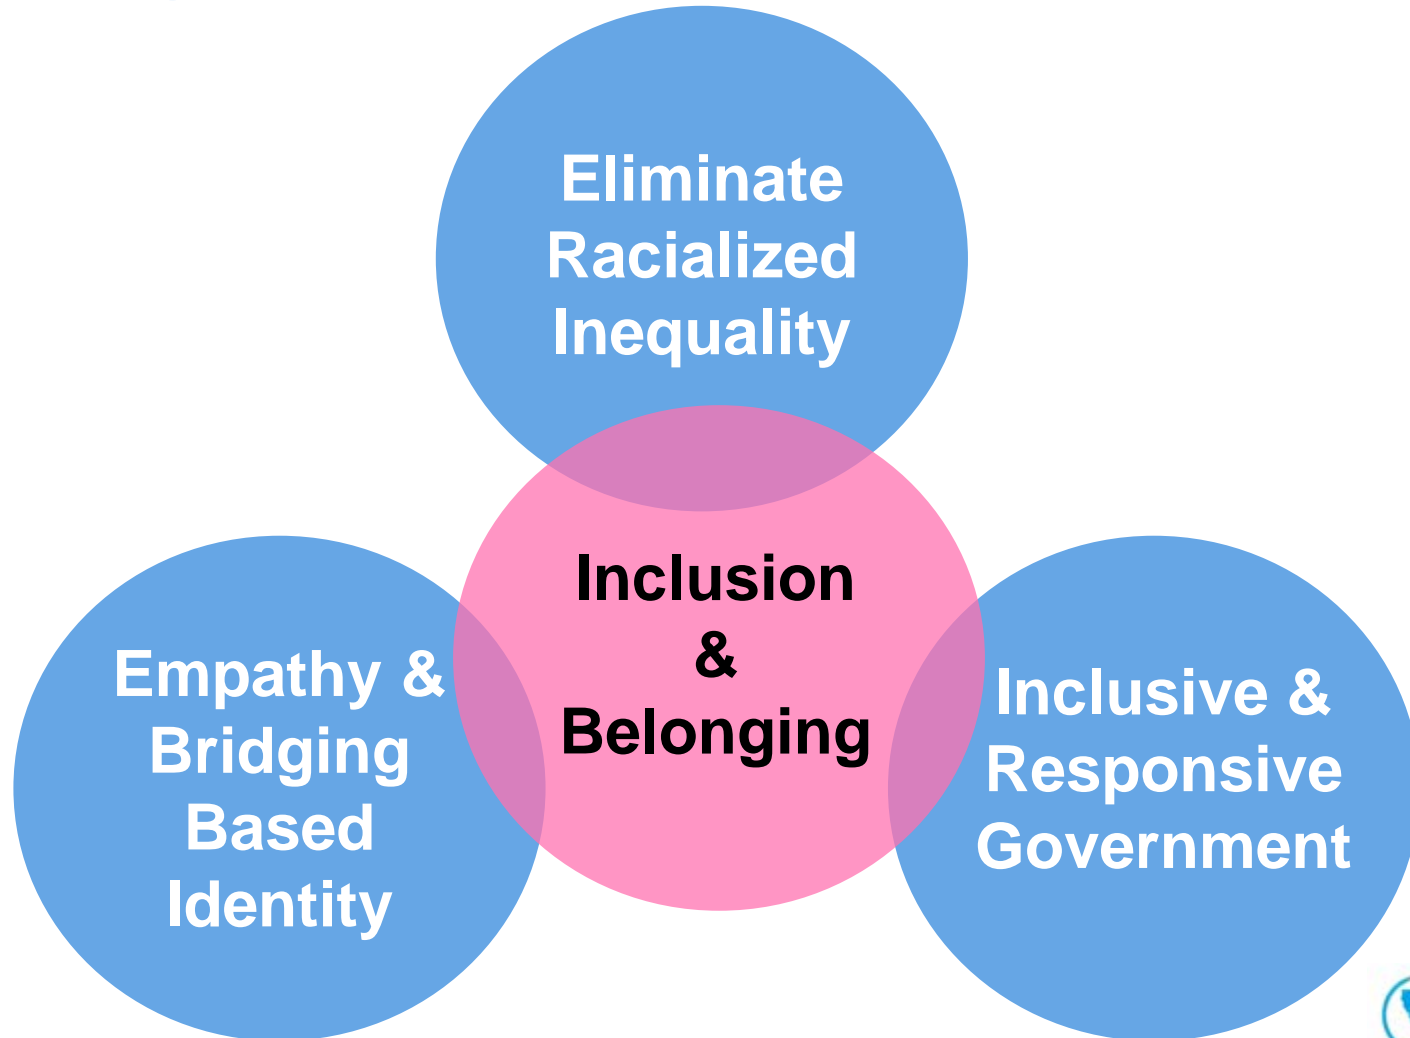 Eliminate
Racialized
Inequality
Inclusion
&
Belonging
Empathy &
Bridging
Based
Identity
Inclusive &
Responsive
Government